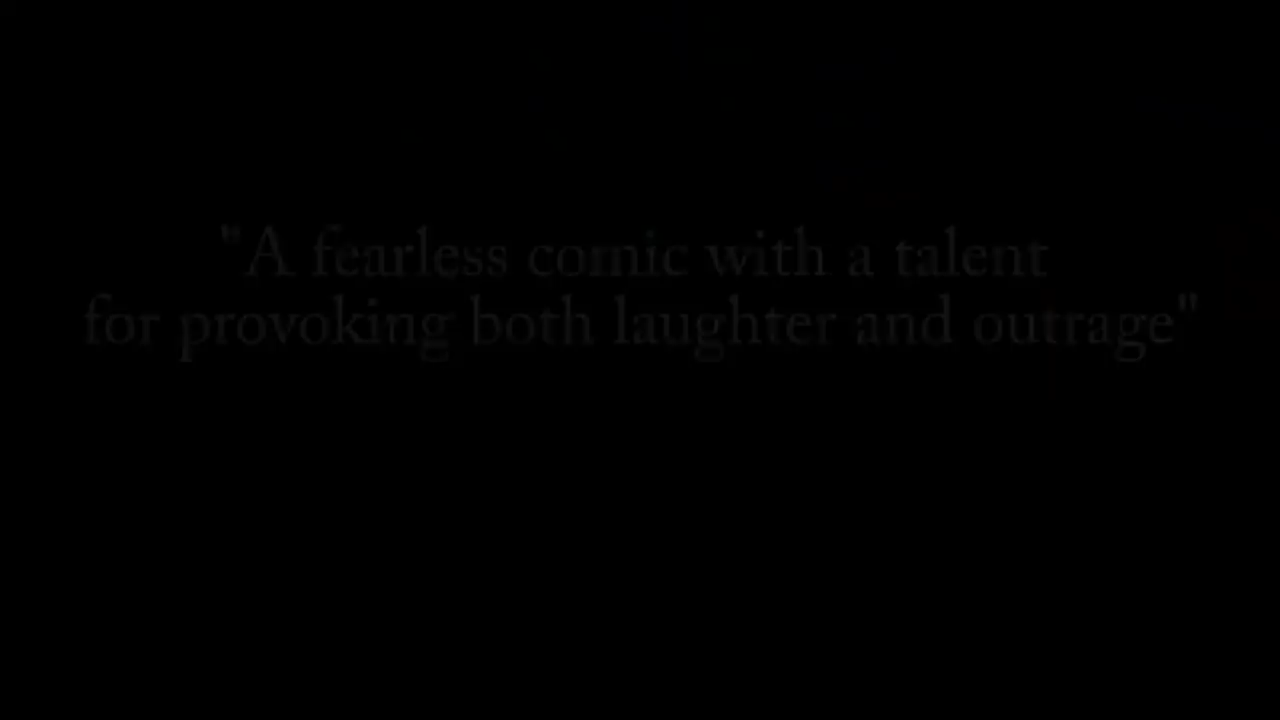 "A fearless comic with a talent
for provoking both laughter and outrage"